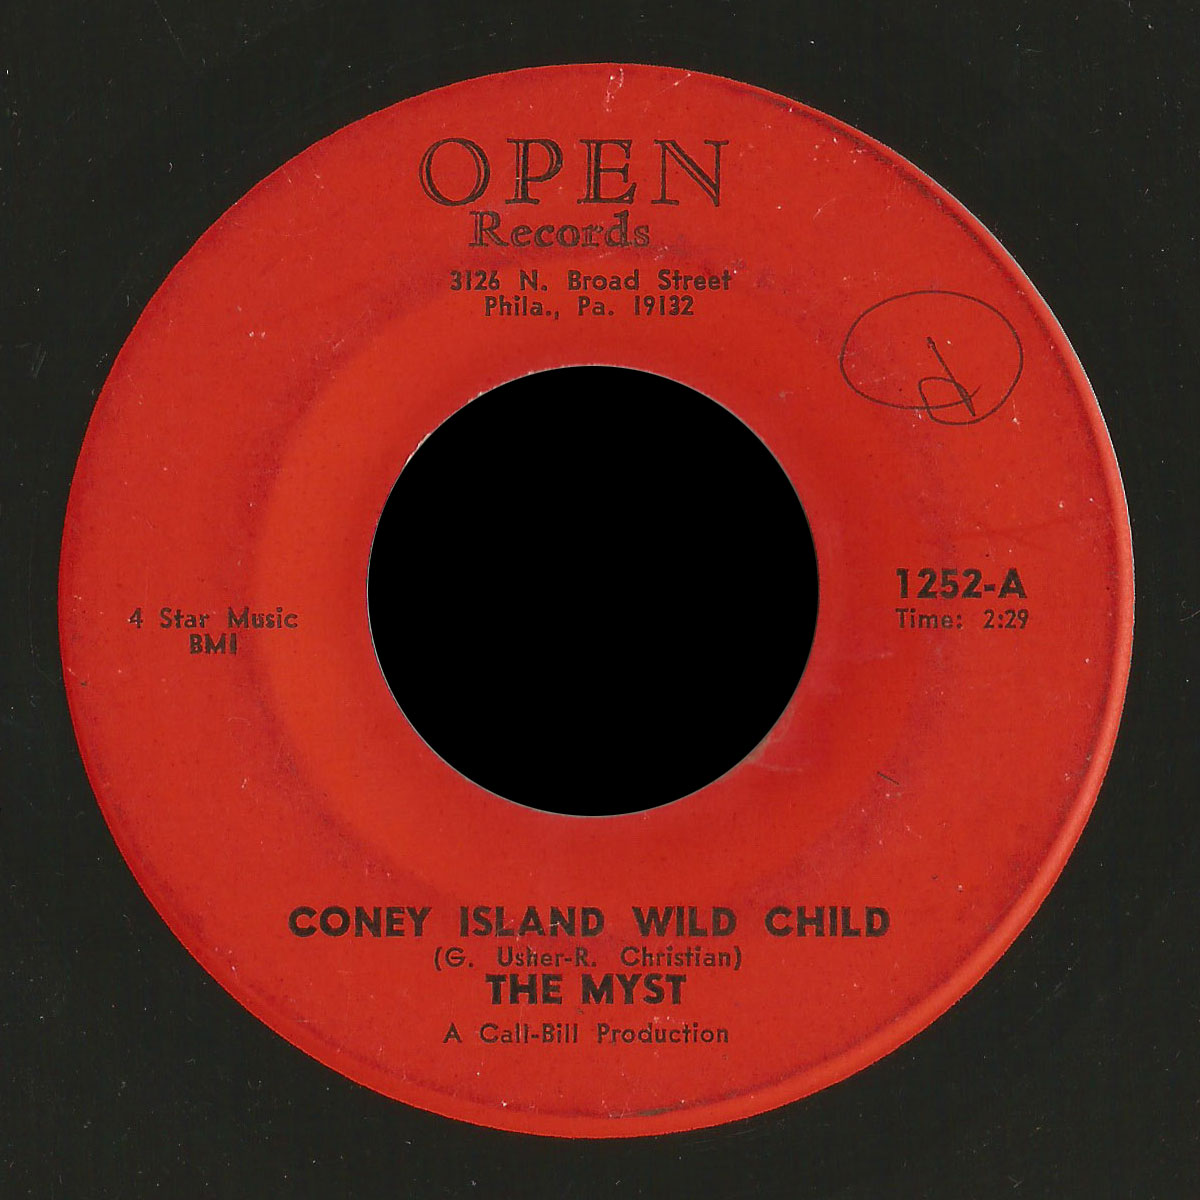 OPEN
Records
3126 N. Broad Street
Phila., Pa. 19132
1252-A
Time: 2:29
4 Star Music
BMI
CONEY ISLAND WILD CHILD
(G. Usher-R. Christian)
THE MYST
A Call-Bill Production